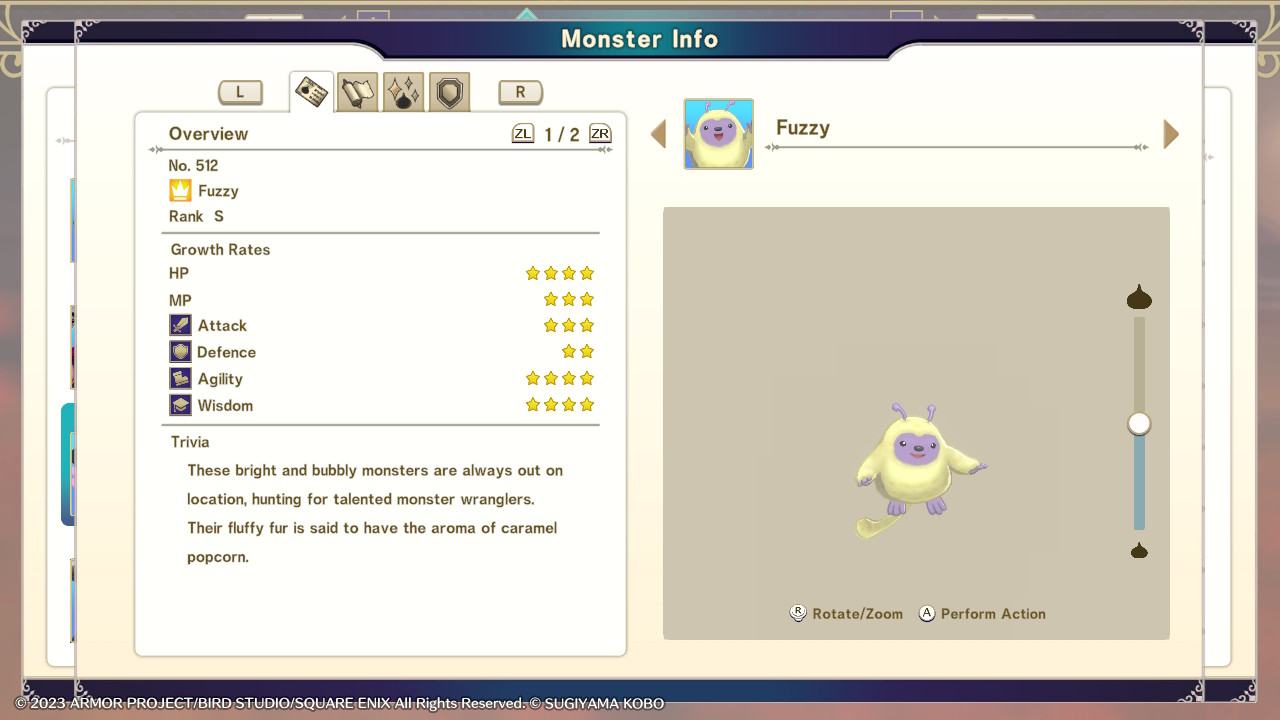 Monster Info
L
R
Overview
ZL 1 / 2 ZR
No. 512
Fuzzy
Rank S
Growth Rates
HP
MP
Attack
Defence
Agility
Wisdom
Trivia
These bright and bubbly monsters are always out on
location, hunting for talented monster wranglers.
Their fluffy fur is said to have the aroma of caramel
popcorn.
Fuzzy
R Rotate/Zoom A Perform Action
© 2023 ARMOR PROJECT/BIRD STUDIO/SQUARE ENIX All Rights Reserved. © SUGIYAMA KOBO